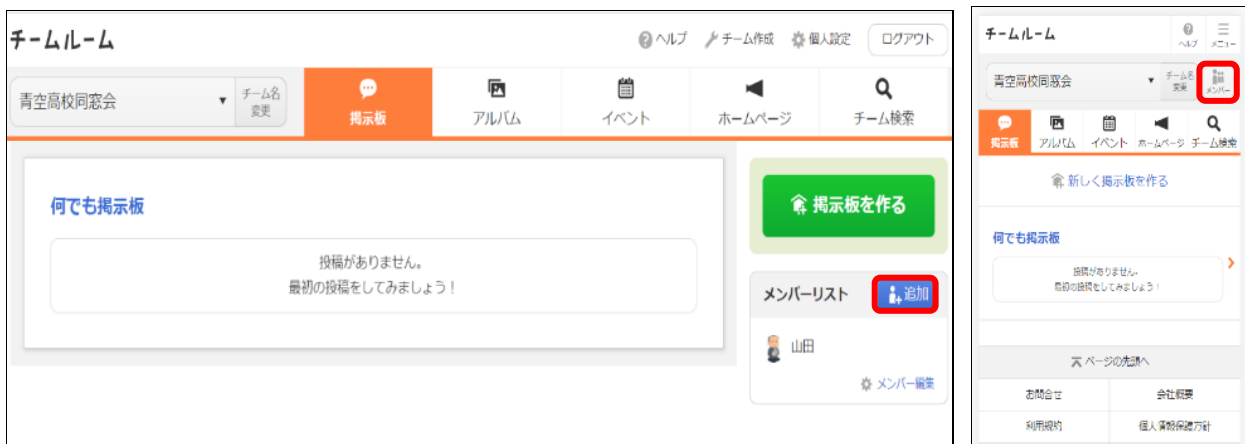 チームルーム
ヘルプ チーム作成 個人設定 ログアウト
青空高校同窓会 ▼ チーム名
変更
掲示板 アルバム イベント ホームページ チーム検索
何でも掲示板
投稿がありません。
最初の投稿をしてみましょう!
掲示板を作る
メンバーリスト 追加
山田
メンバー編集
チームルーム
ヘルプ メニュー
青空高校同窓会 ▼ チーム名
変更 メンバー
掲示板 アルバム イベント ホームページ チーム検索
新しく掲示板を作る
何でも掲示板
投稿がありません。
最初の投稿をしてみましょう!
ページの先頭へ
お問合せ 会社概要
利用規約 個人情報保護方針